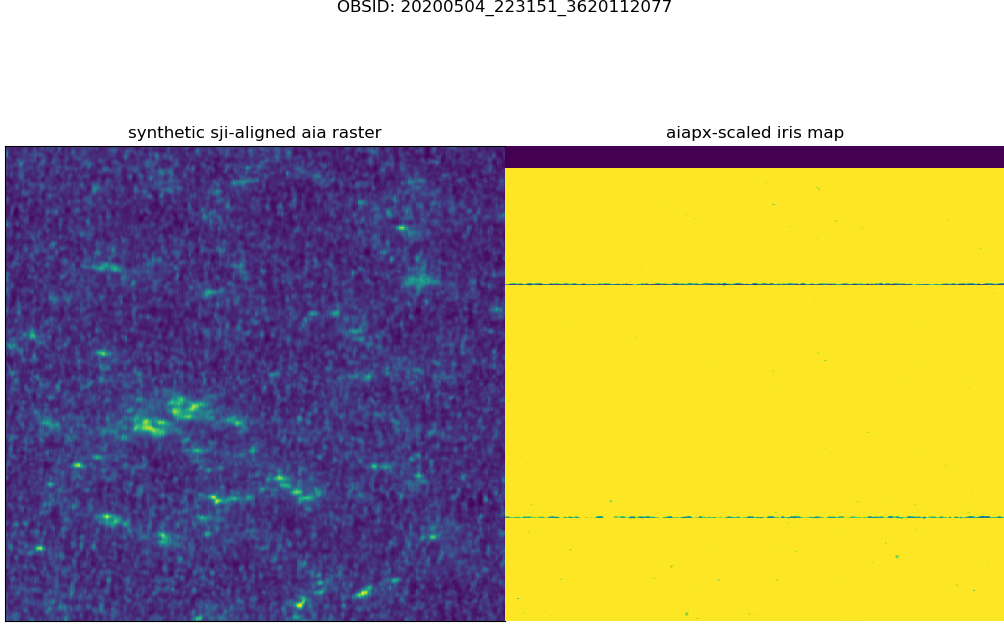 OBSID: 20200504_223151_3620112077
synthetic sji-aligned aia raster
aiapx-scaled iris map